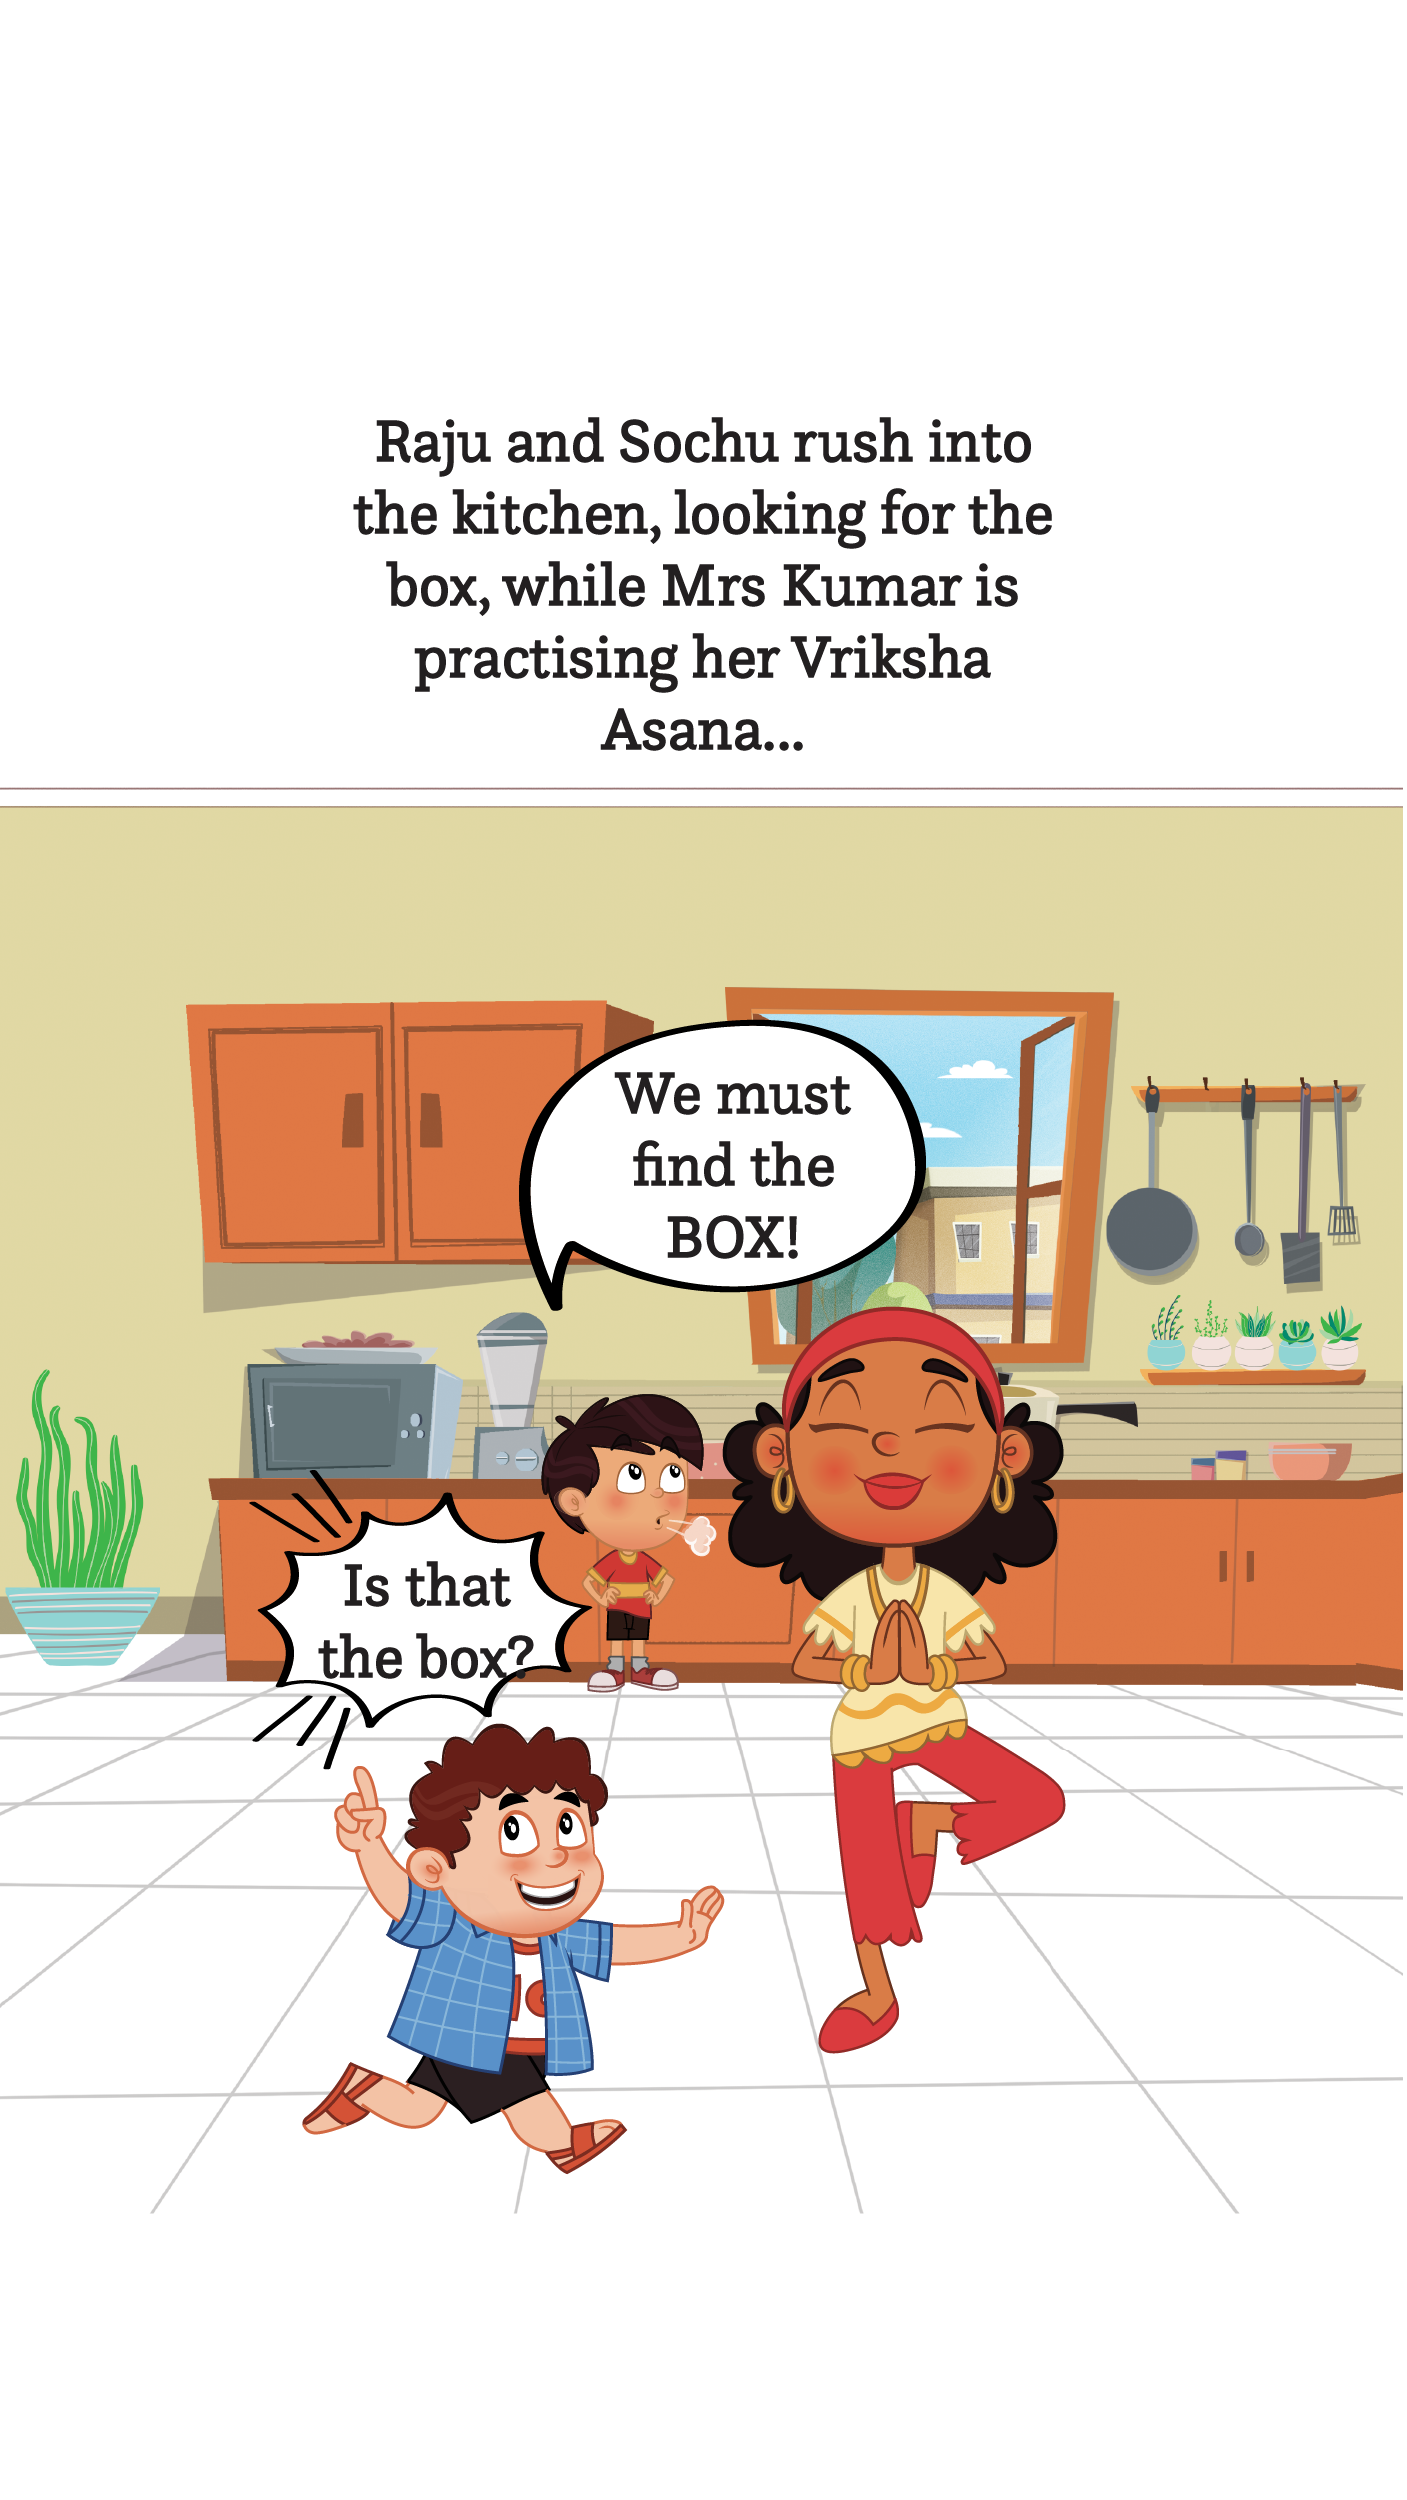 Raju and Sochu rush into
the kitchen, looking for the
box, while Mrs Kumar is
practising her Vriksha
Asana...
We must
find the
BOX!
Is that
the box?